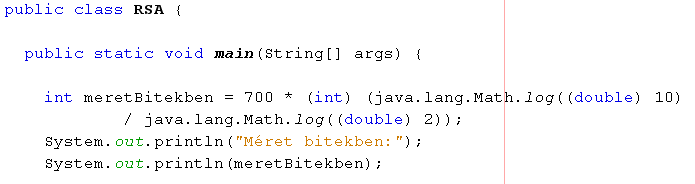 public class RSA {
public static void main(String[] args) {
int meretBitekben = 700 * (int) (java.lang.Math.log((double) 10)
/ java.lang.Math.log((double) 2));
System.out.println("Méret bitekben:");
System.out.println(meretBitekben);